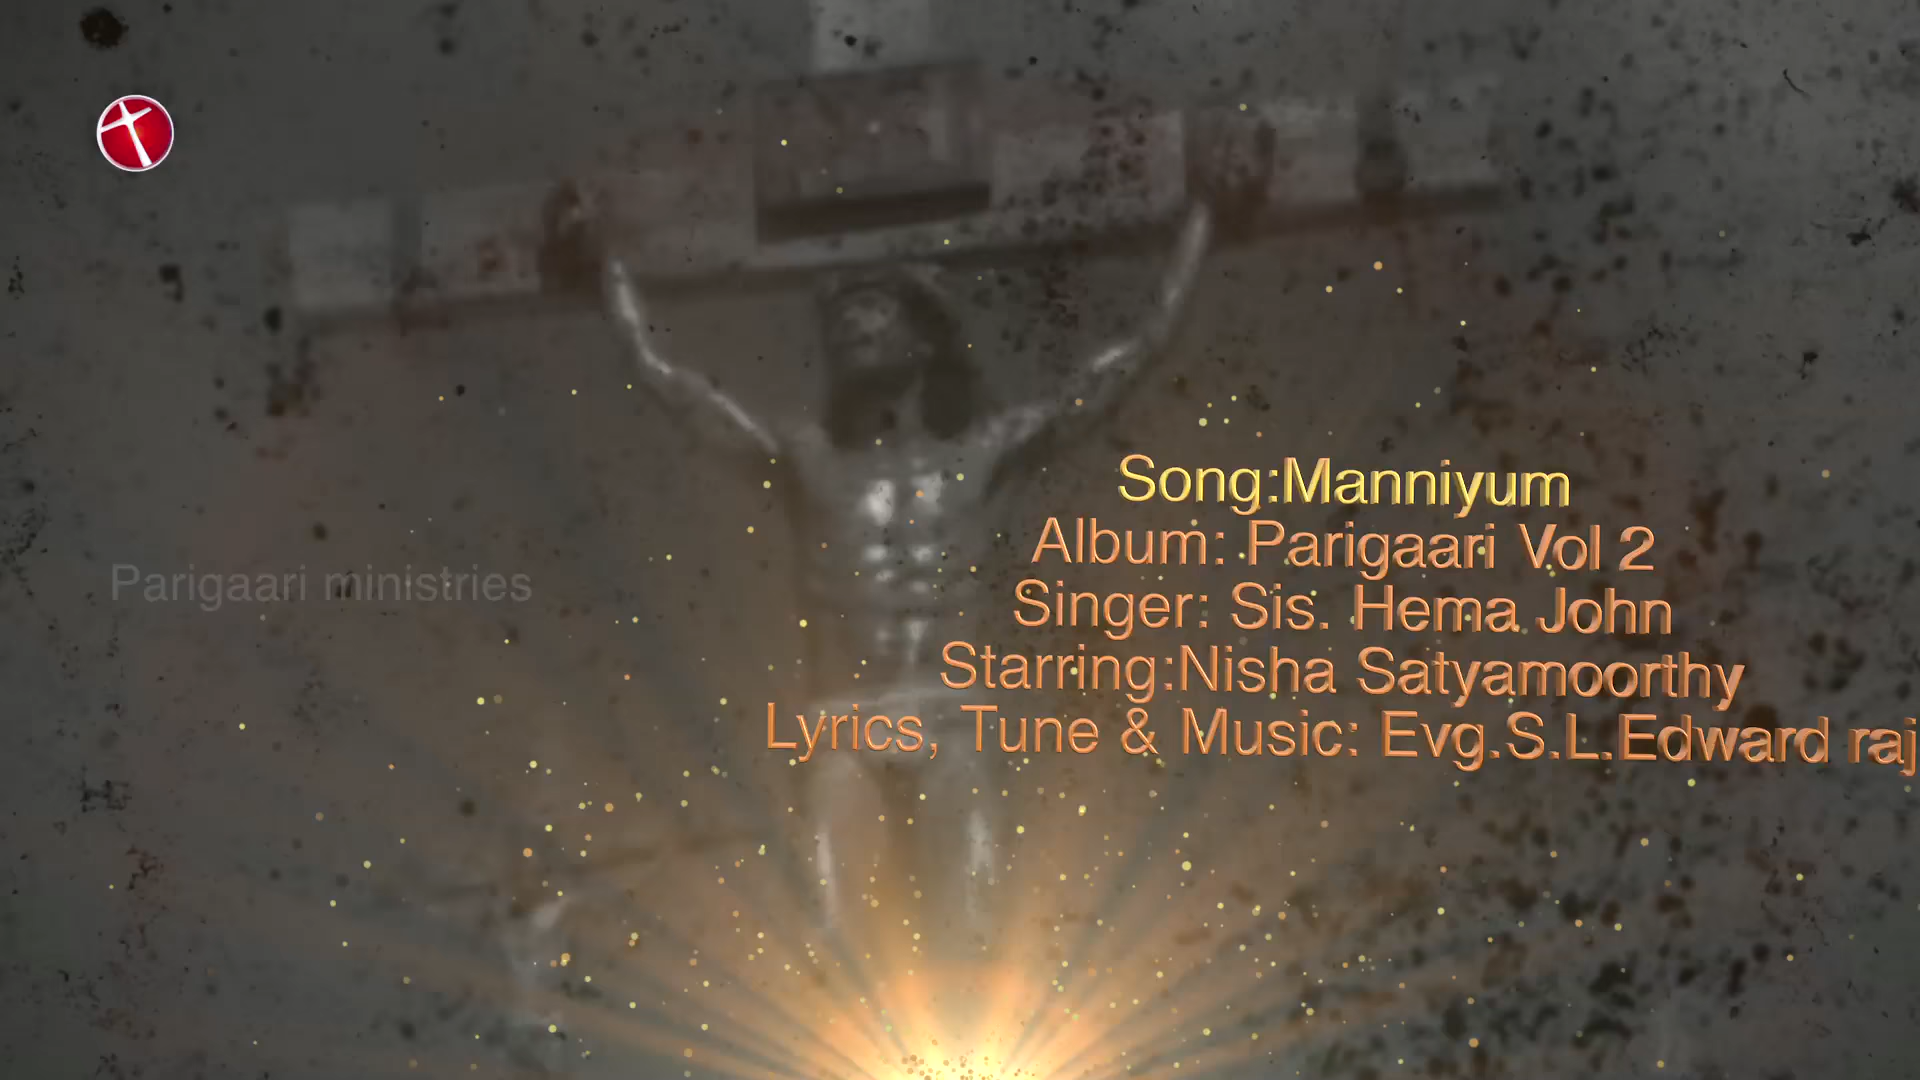 Song:Manniyum
Album: Parigaari Vol 2
Singer: Sis. Hema John
Starring:Nisha Satyamoorthy
Lyrics, Tune & Music: Evg.S.L.Edward raj
Parigaari ministries